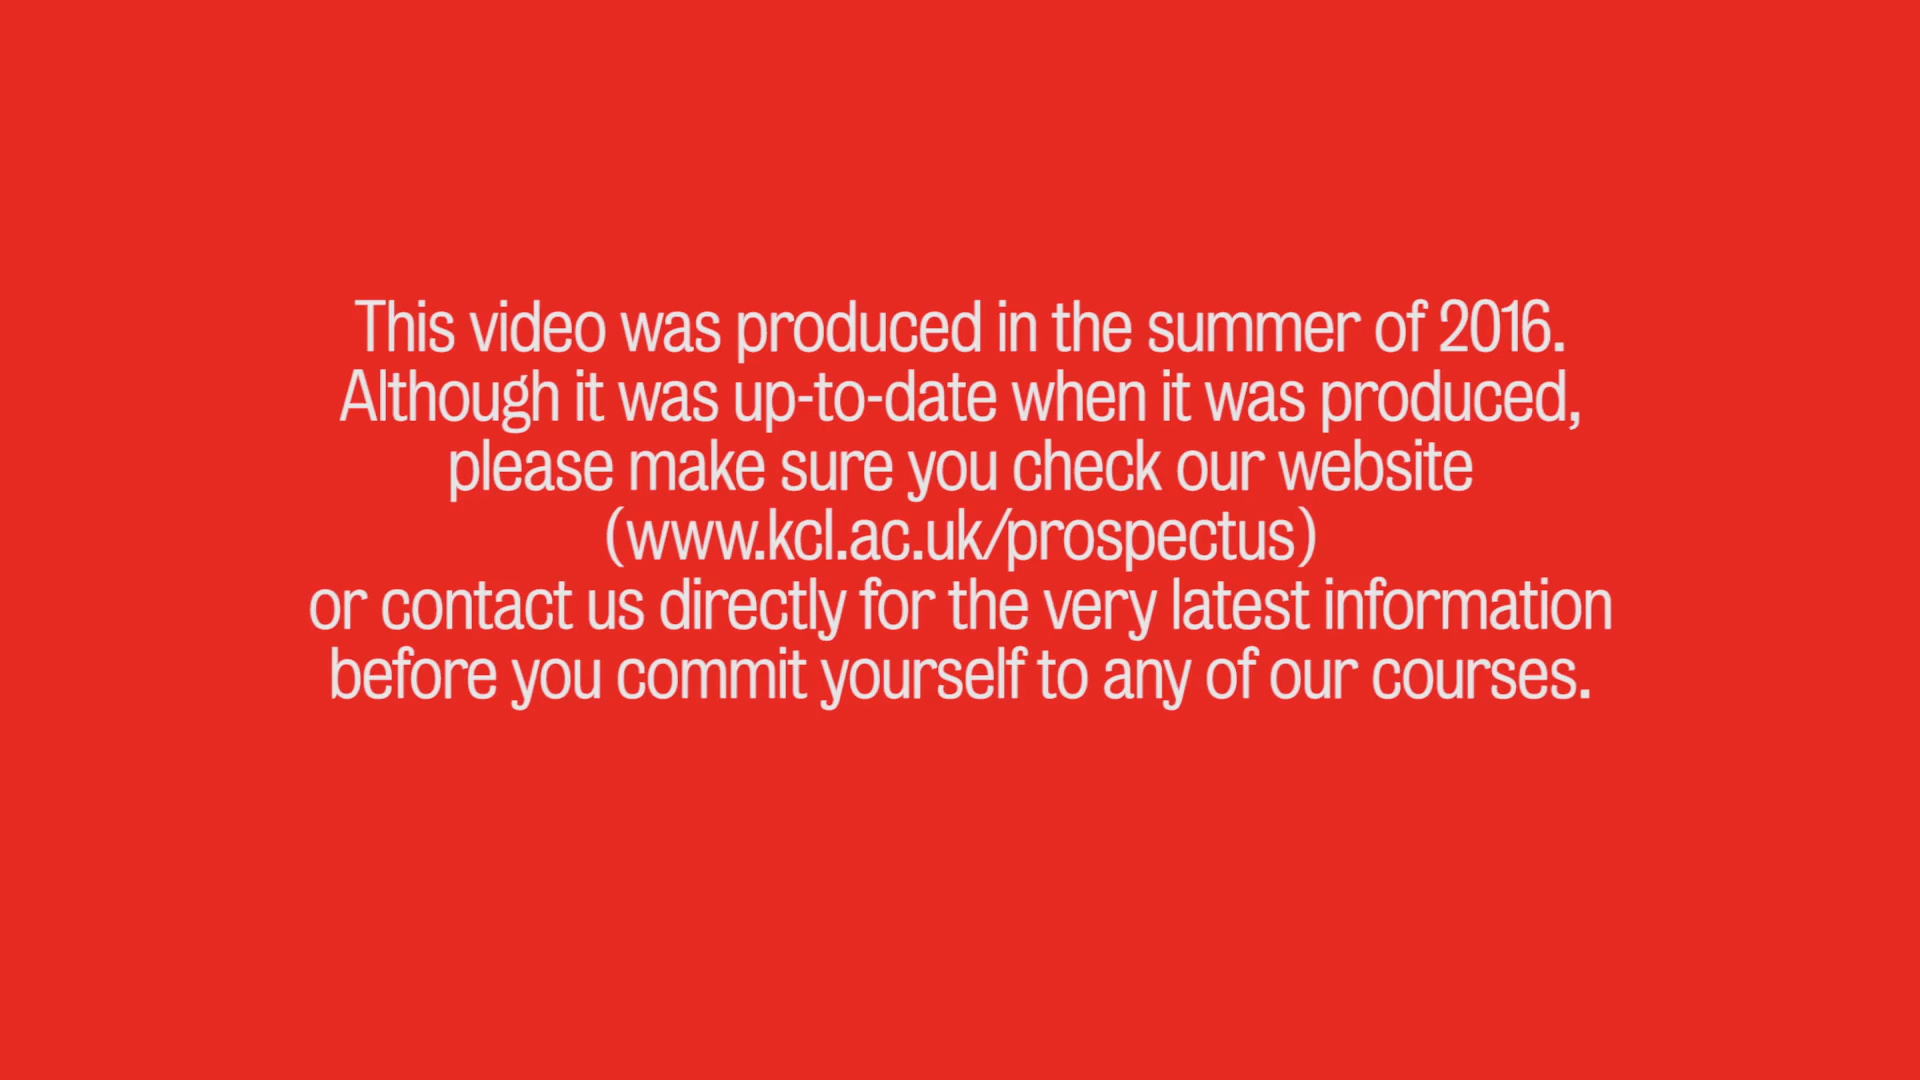 This video was produced in the summer of 2016.
Although it was up-to-date when it was produced,
please make sure you check our website
(www.kcl.ac.uk/prospectus)
or contact us directly for the very latest information
before you commit yourself to any of our courses.